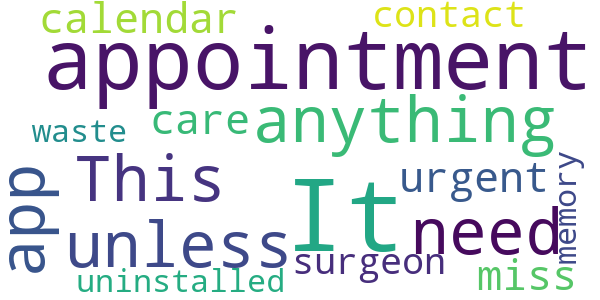 calendar contact
appointment
waste care anything
app This urgent memory
unless It need
surgeon
uninstalled miss